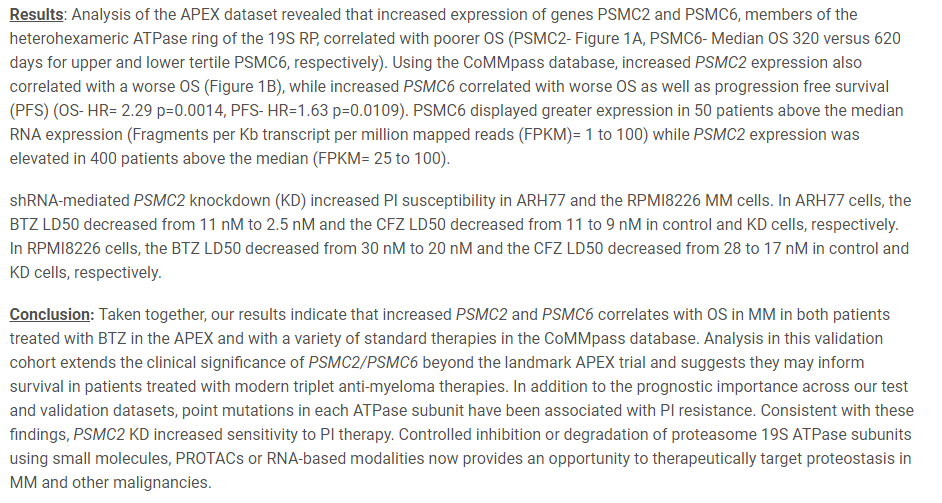 Results: Analysis of the APEX dataset revealed that increased expression of genes PSMC2 and PSMC6, members of the
heterohexameric ATPase ring of the 19S RP, correlated with poorer OS (PSMC2- Figure 1A, PSMC6- Median OS 320 versus 620
days for upper and lower tertile PSMC6, respectively). Using the CoMMpass database, increased PSMC2 expression also
correlated with a worse OS (Figure 1B), while increased PSMC6 correlated with worse OS as well as progression free survival
(PFS) (OS- HR= 2.29 p=0.0014, PFS- HR=1.63 p=0.0109). PSMC6 displayed greater expression in 50 patients above the median
RNA expression (Fragments per Kb transcript per million mapped reads (FPKM)= 1 to 100) while PSMC2 expression was
elevated in 400 patients above the median (FPKM= 25 to 100).
shRNA-mediated PSMC2 knockdown (KD) increased PI susceptibility in ARH77 and the RPMI8226 MM cells. In ARH77 cells, the
BTZ LD50 decreased from 11 nM to 2.5 nM and the CFZ LD50 decreased from 11 to 9 nM in control and KD cells, respectively.
In RPMI8226 cells, the BTZ LD50 decreased from 30 nM to 20 nM and the CFZ LD50 decreased from 28 to 17 nM in control and
KD cells, respectively.
Conclusion: Taken together, our results indicate that increased PSMC2 and PSMC6 correlates with OS in MM in both patients
treated with BTZ in the APEX and with a variety of standard therapies in the CoMMpass database. Analysis in this validation
cohort extends the clinical significance of PSMC2/PSMC6 beyond the landmark APEX trial and suggests they may inform
survival in patients treated with modern triplet anti-myeloma therapies. In addition to the prognostic importance across our test
and validation datasets, point mutations in each ATPase subunit have been associated with PI resistance. Consistent with these
findings, PSMC2 KD increased sensitivity to PI therapy. Controlled inhibition or degradation of proteasome 19S ATPase subunits
using small molecules, PROTACs or RNA-based modalities now provides an opportunity to therapeutically target proteostasis in
MM and other malignancies.